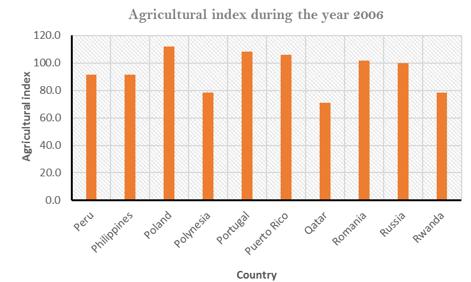 Agricultural index during the year 2006
120.0
100.0
80.0
60.0
40.0
20.0
0.0
Agricultural index
Peru
Philippines
Poland
Polynesia
Portugal
Puerto Rico
Qatar
Romania
Russia
Rwanda
Country